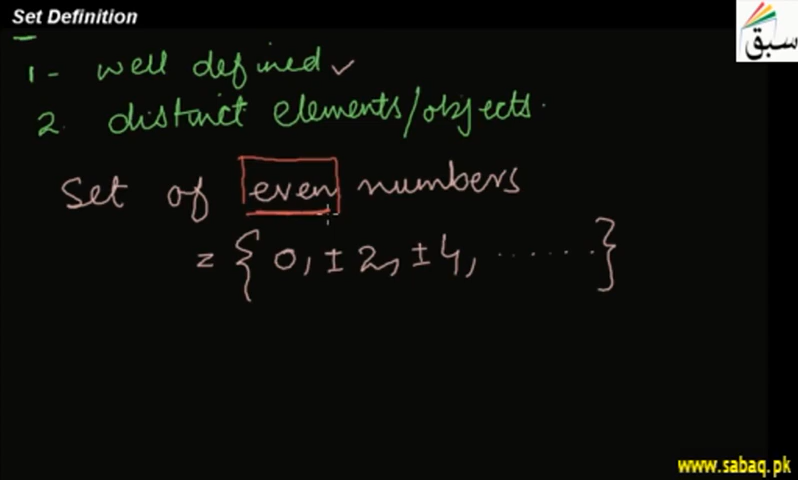 Set Definition
سبق
1- well defined ✓
2. distinct elements/objects.
Set of even numbers
= { 0, ± 2, ± 4, ...... }
www.sabaq.pk